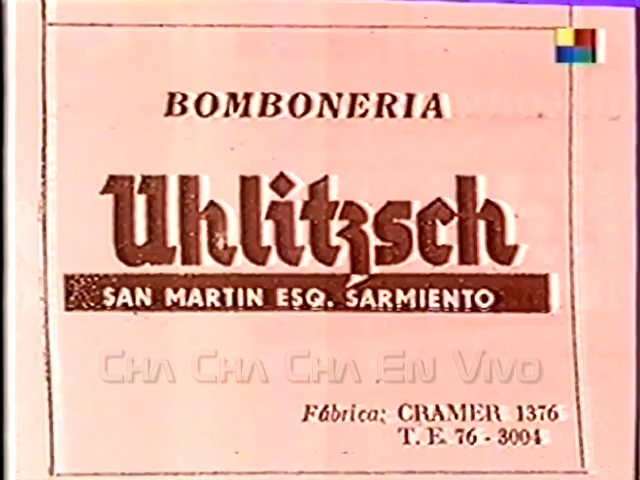 BOMBONERIA
Uhlitzsch
SAN MARTIN ESQ. SARMIENTO
CHA CHA CHA EN VIVO
Fábrica: CRAMER 1376
T. E. 76 - 3004